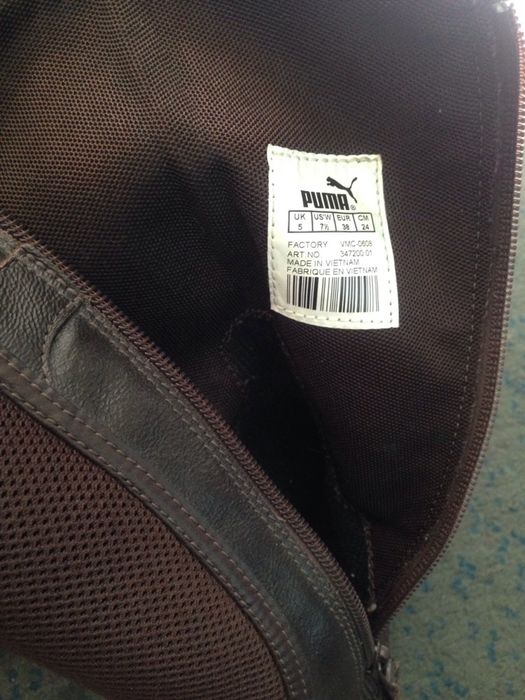 PUMA®
UK US'W EUR CM
5 7½ 38 24
FACTORY VMC-0608
ART NO. 347200 01
MADE IN VIETNAM
FABRIQUE EN VIETNAM